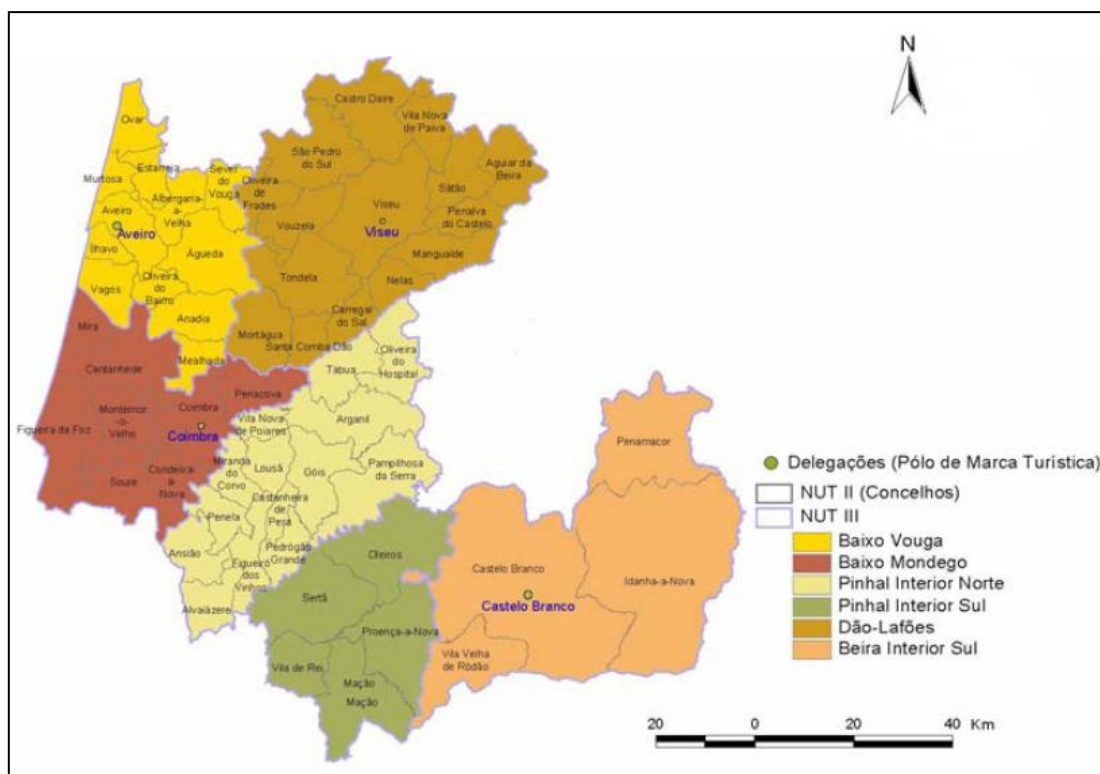 N
Ovar
Castro Daire
Vila Nova
de Paiva
São Pedro
do Sul
Aguiar da
Beira
Estarreja
Sever
do
Vouga
Murtosa
Oliveira
de
Frades
Sátão
Albergaria-
a-
Velha
Aveiro
Aveiro
Viseu
Viseu
Penalva
do Castelo
Vouzela
Ílhavo
Águeda
Mangualde
Vagos
Oliveira
do
Bairro
Tondela
Nelas
Anadia
Carregal
do Sal
Mira
Mortágua
Santa Comba Dão
Mealhada
Oliveira
do
Hospital
Tábua
Cantanhede
Penacova
Coimbra
Coimbra
Montemor
-o-
Velho
Figueira da Foz
Vila Nova
de Poiares
Arganil
Penamacor
Miranda
do
Corvo
Lousã
Góis
Pampilhosa
da Serra
Soure
Condeixa-
a-
Nova
Castanheira
de
Pera
Penela
Ansião
Pedrógão
Grande
Figueiró
dos
Vinhos
Alvaiázere
Oleiros
Castelo Branco
Castelo Branco
Idanha-a-Nova
Sertã
Proença-a-Nova
Vila Velha
de Ródão
Vila de Rei
Mação
Mação
Delegações (Pólo de Marca Turística)
NUT II (Concelhos)
NUT III
Baixo Vouga
Baixo Mondego
Pinhal Interior Norte
Pinhal Interior Sul
Dão-Lafões
Beira Interior Sul
20 0 20 40 Km